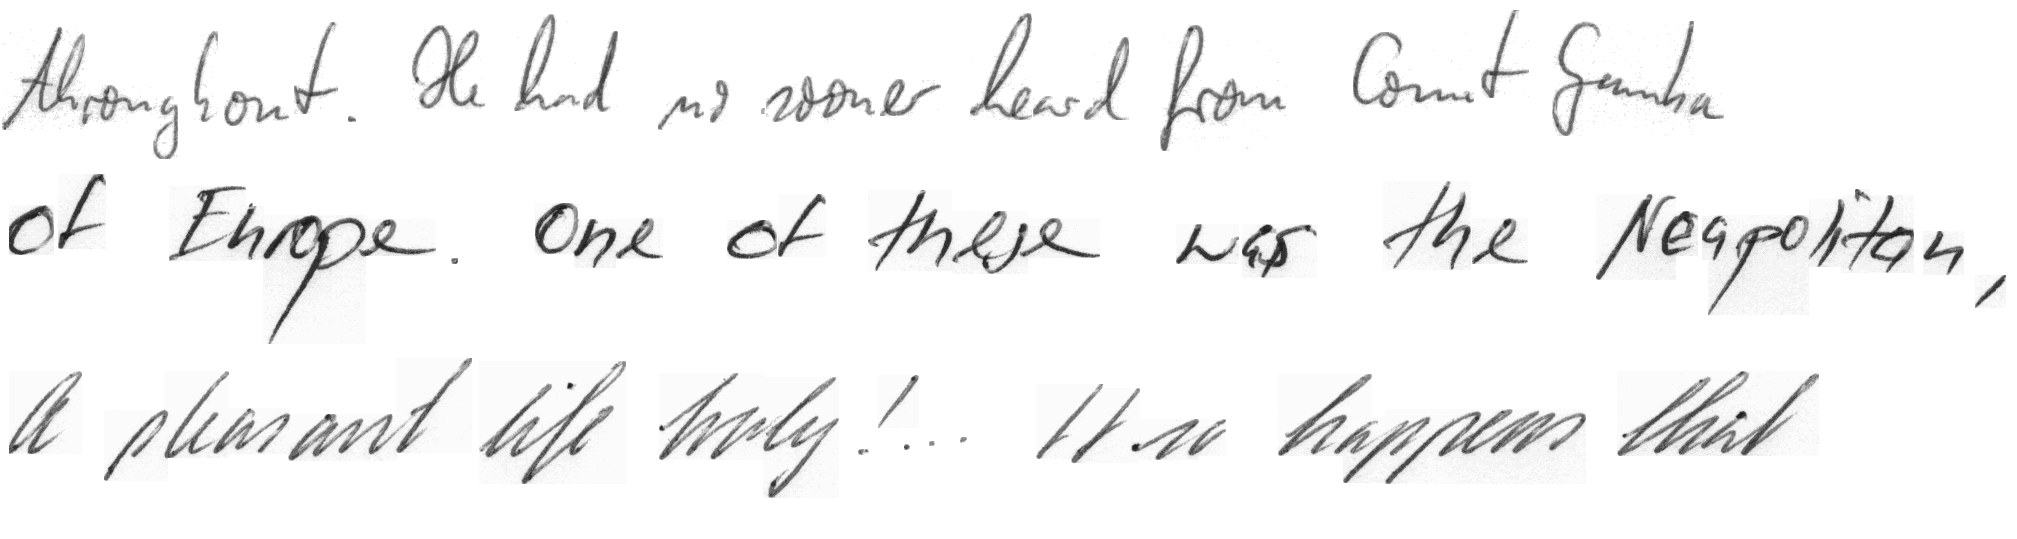 throughout. He had no sooner heard from Count Gamba
of Europe. One of these was the Neapolitan,
A pleasant life truly!... It so happens that